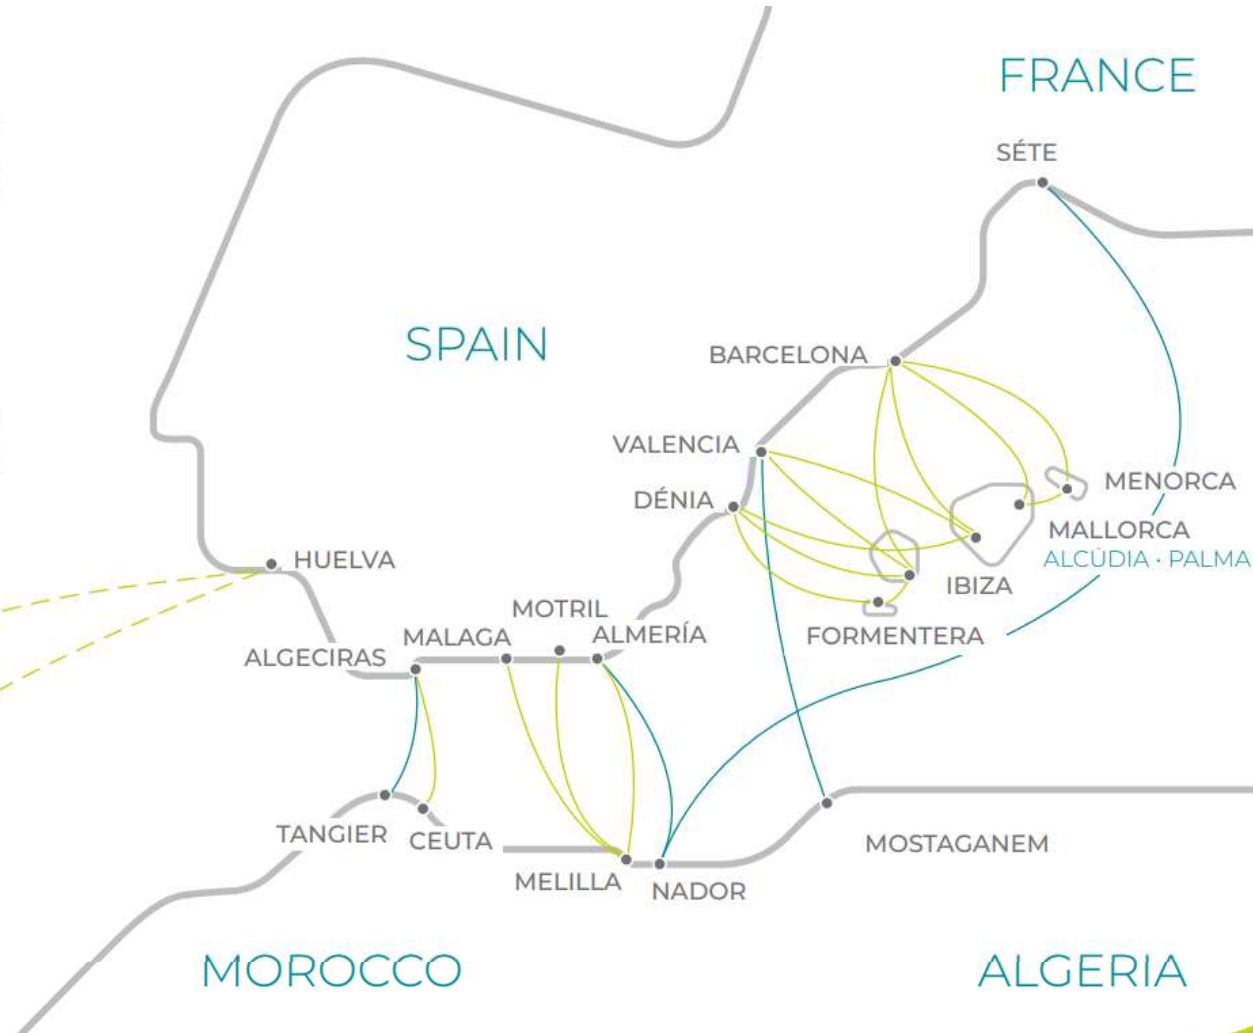 FRANCE
SÉTE
SPAIN
BARCELONA
VALENCIA
DÉNIA
MENORCA
MALLORCA
ALCÚDIA · PALMA
HUELVA
IBIZA
MOTRIL
MALAGA
ALMERÍA
FORMENTERA
ALGECIRAS
TANGIER
CEUTA
MOSTAGANEM
MELILLA
NADOR
MOROCCO
ALGERIA